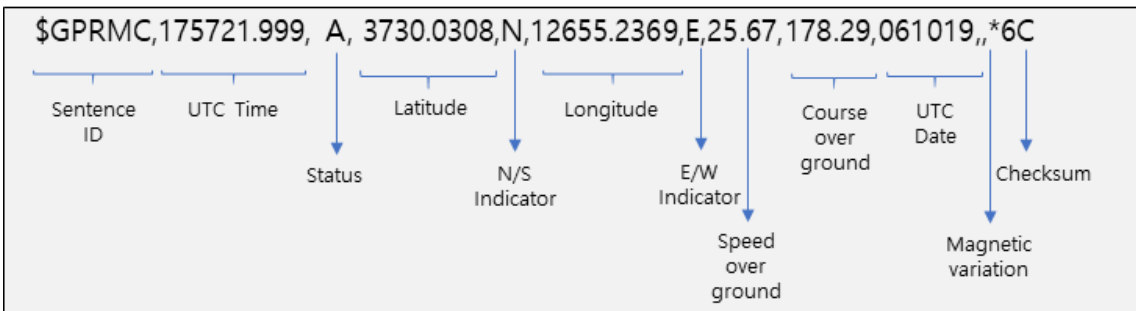 $GPRMC,175721.999, A, 3730.0308,N,12655.2369,E,25.67,178.29,061019,,*6C
Sentence
ID
UTC Time
Latitude
Longitude
Course
over
ground
UTC
Date
Status
N/S
Indicator
E/W
Indicator
Checksum
Speed
over
ground
Magnetic
variation